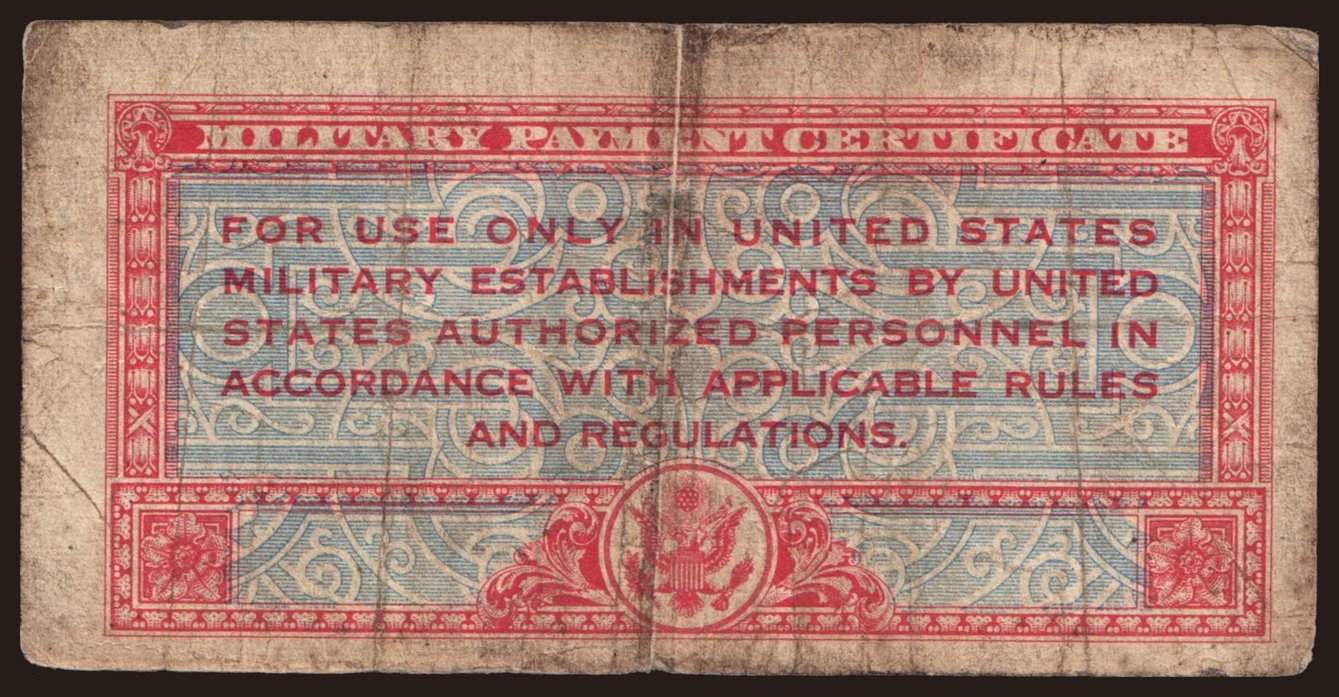 MILITARY PAYMENT CERTIFICATE
FOR USE ONLY IN UNITED STATES
MILITARY ESTABLISHMENTS BY UNITED
STATES AUTHORIZED PERSONNEL IN
ACCORDANCE WITH APPLICABLE RULES
AND REGULATIONS.